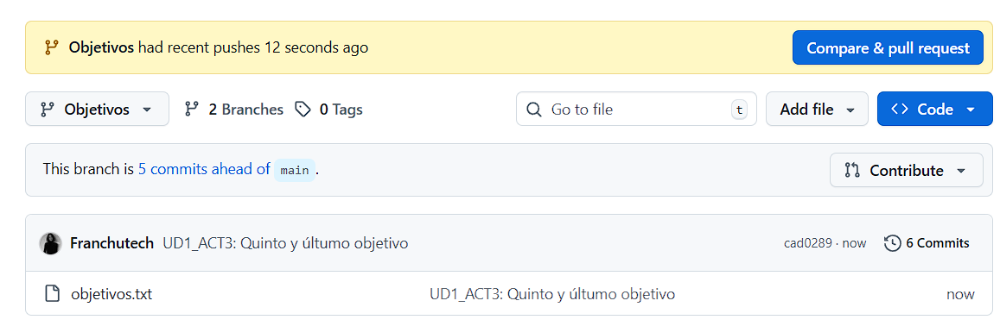 Objetivos had recent pushes 12 seconds ago
Compare & pull request
Objetivos
2 Branches
0 Tags
Go to file
t
Add file
Code
This branch is 5 commits ahead of main .
Contribute
Franchutech UD1_ACT3: Quinto y últumo objetivo
cad0289 · now
6 Commits
objetivos.txt
UD1_ACT3: Quinto y últumo objetivo
now